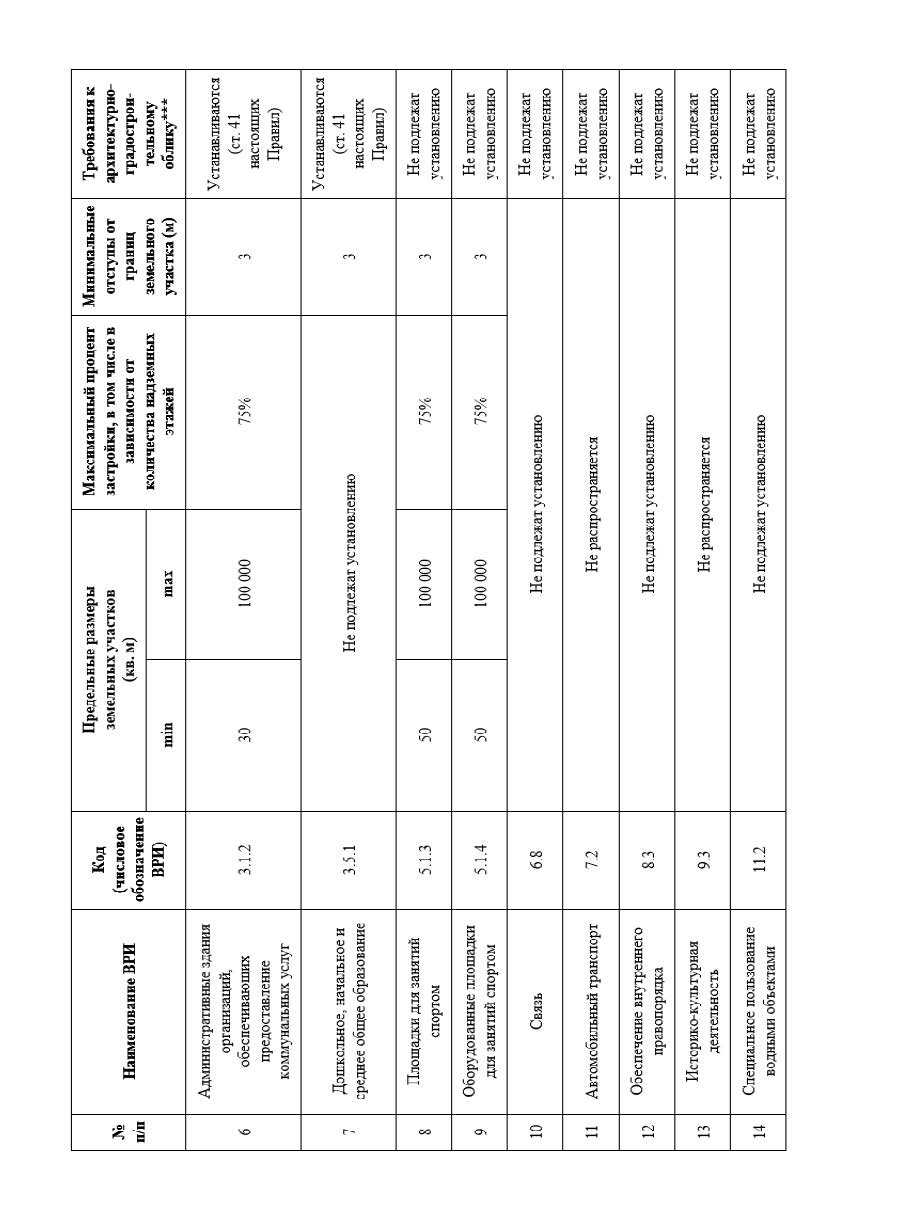 №
п/п
Наименование ВРИ
Код
(числовое
обозначение
ВРИ)
Предельные размеры
земельных участков
(кв. м)
min
max
Максимальный процент
застройки, в том числе в
зависимости от
количества надземных
этажей
Минимальные
отступы от
границ
земельного
участка (м)
Требования к
архитектурно-
градострои-
тельному
облику***
6
Административные здания
организаций,
обеспечивающих
предоставление
коммунальных услуг
3.1.2
30
100 000
75%
3
Устанавливаются
(ст. 41
настоящих
Правил)
7
Дошкольное, начальное и
среднее общее образование
3.5.1
Не подлежат установлению
3
Устанавливаются
(ст. 41
настоящих
Правил)
8
Площадки для занятий
спортом
5.1.3
50
100 000
75%
3
Не подлежат
установлению
9
Оборудованные площадки
для занятий спортом
5.1.4
50
100 000
75%
3
Не подлежат
установлению
10
Связь
6.8
Не подлежат установлению
Не подлежат
установлению
11
Автомобильный транспорт
7.2
Не распространяется
Не подлежат
установлению
12
Обеспечение внутреннего
правопорядка
8.3
Не подлежат установлению
Не подлежат
установлению
13
Историко-культурная
деятельность
9.3
Не распространяется
Не подлежат
установлению
14
Специальное пользование
водными объектами
11.2
Не подлежат установлению
Не подлежат
установлению